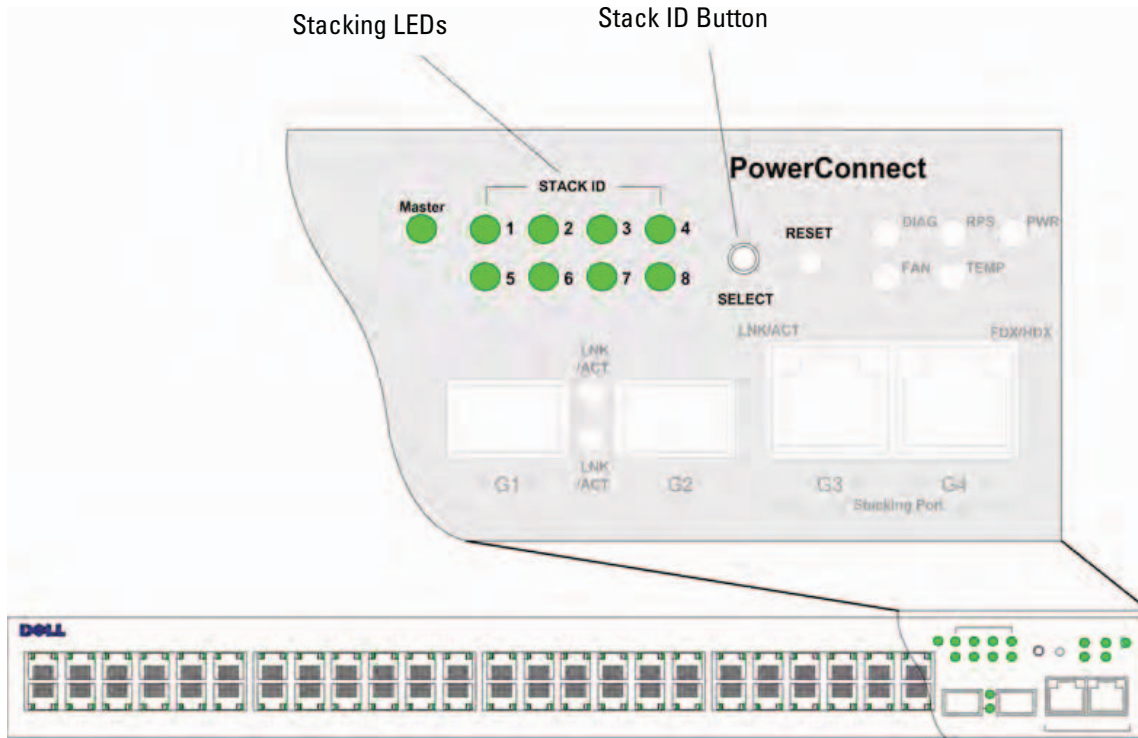 Stacking LEDs
Stack ID Button
PowerConnect
STACK ID
Master
1 2 3 4
RESET
DIAG RPS PWR
5 6 7 8
FAN TEMP
SELECT
LNK/ACT
FDX/HDX
LNK
/ACT
LNK
/ACT
G1
G2
G3
G4
Stacking Port
DELL